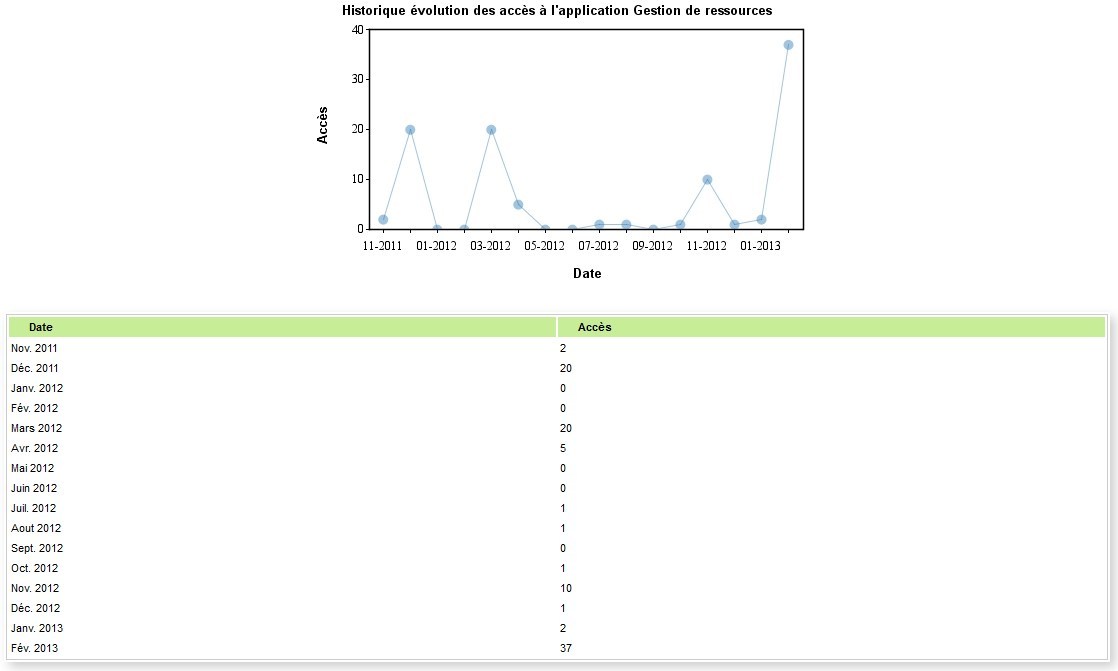 Historique évolution des accès à l'application Gestion de ressources
40
30
20
10
0
Accès
11-2011 01-2012 03-2012 05-2012 07-2012 09-2012 11-2012 01-2013
Date
Date Accès
Nov. 2011 2
Déc. 2011 20
Janv. 2012 0
Fév. 2012 0
Mars 2012 20
Avr. 2012 5
Mai 2012 0
Juin 2012 0
Juil. 2012 1
Aout 2012 1
Sept. 2012 0
Oct. 2012 1
Nov. 2012 10
Déc. 2012 1
Janv. 2013 2
Fév. 2013 37